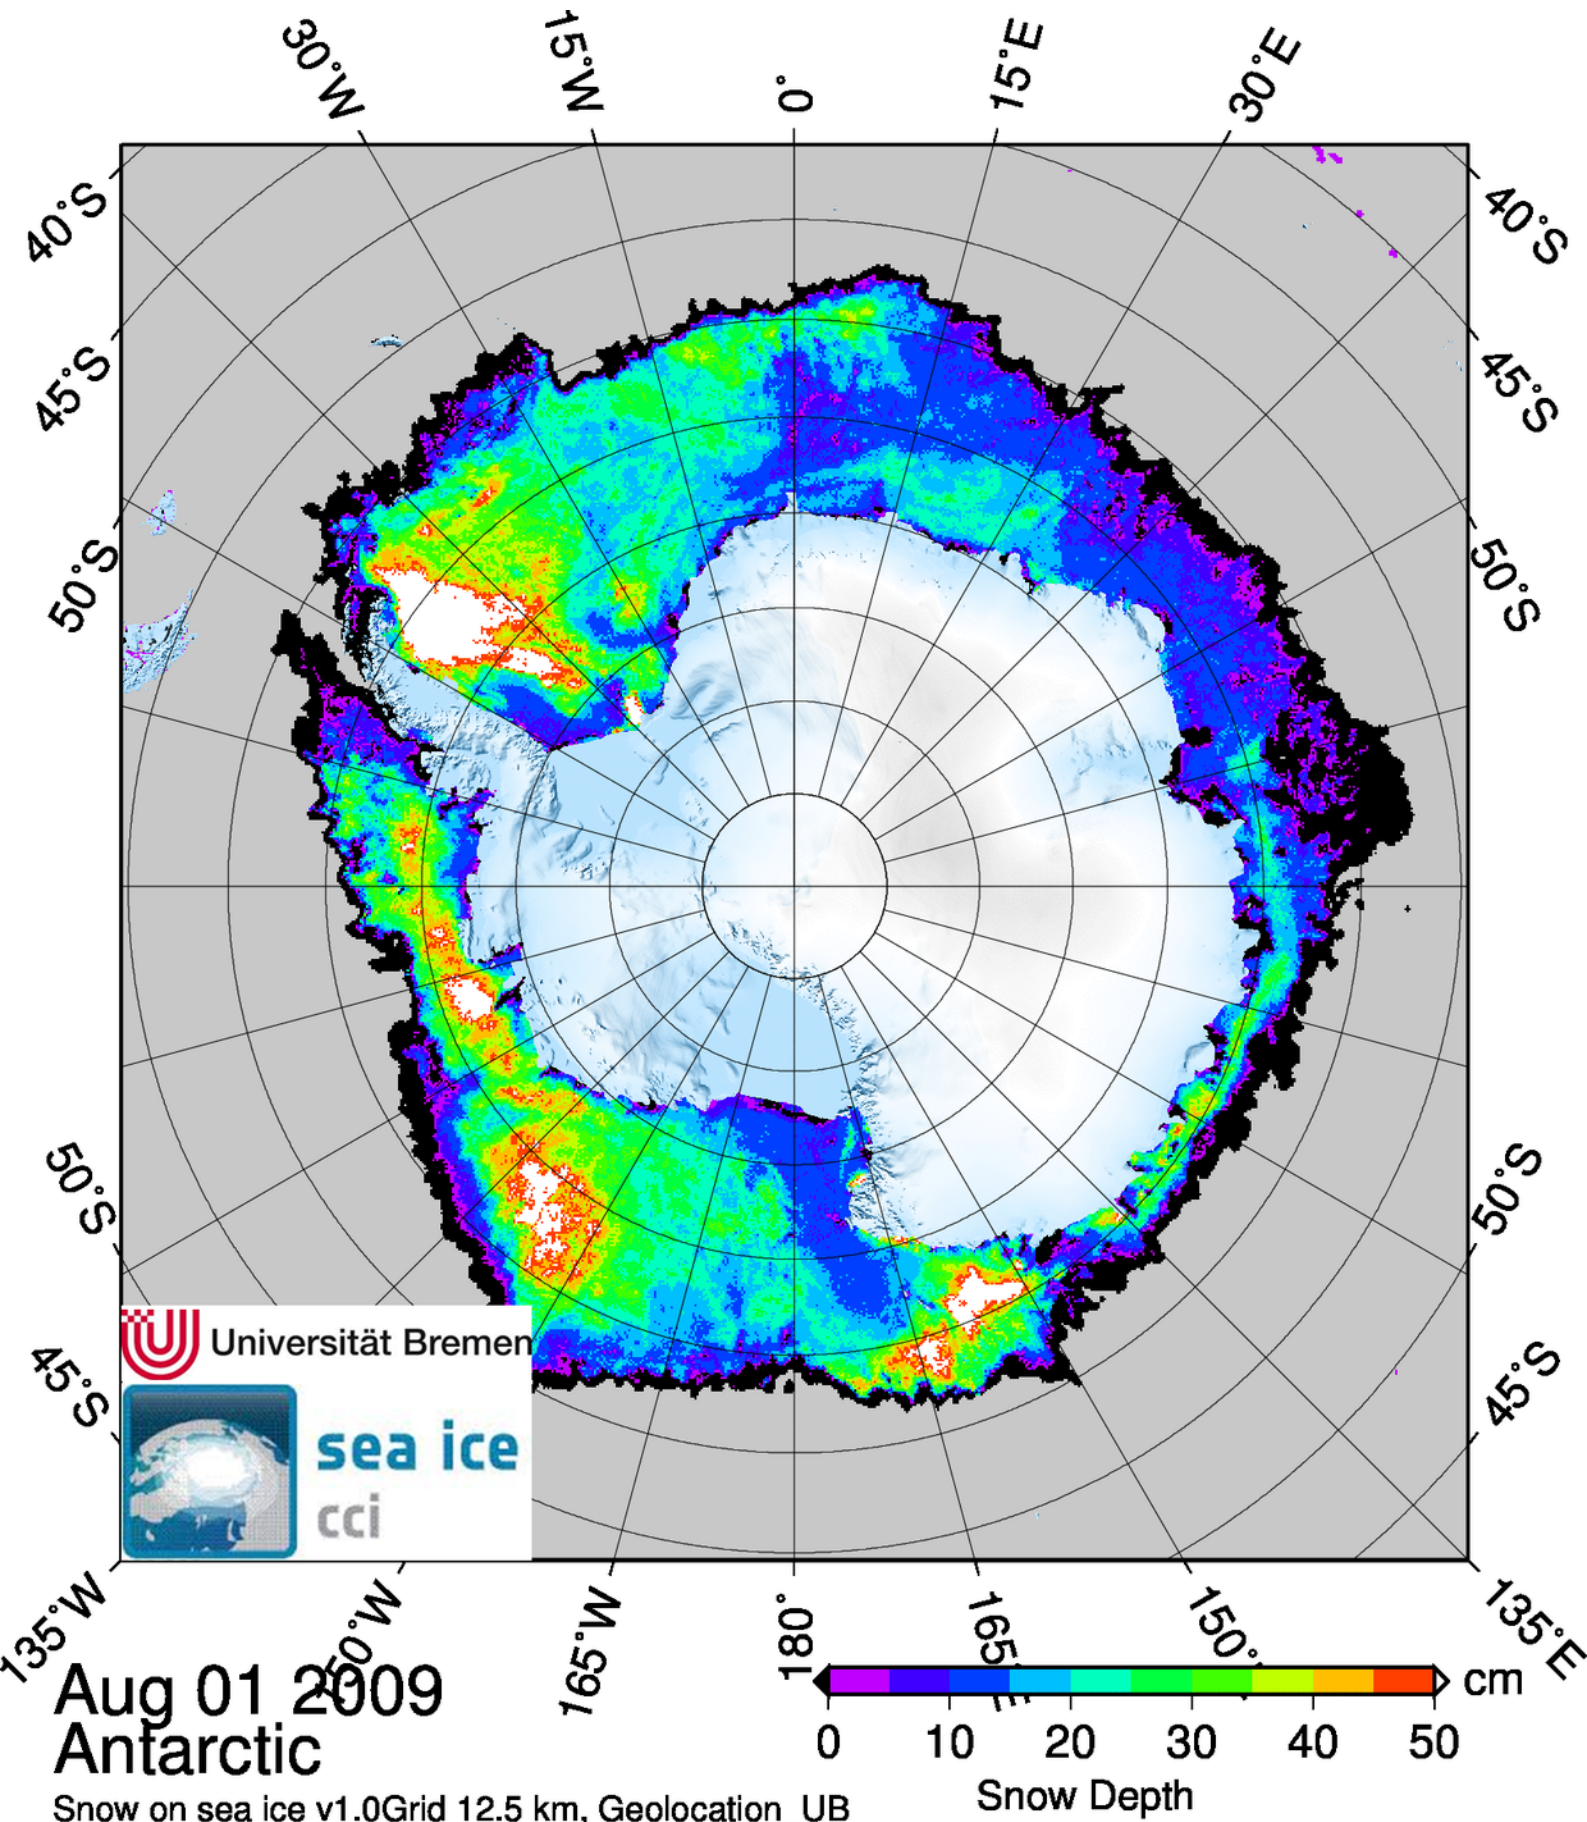 30°W
15°W
0°
15°E
30°E
40°S
40°S
45°S
45°S
50°S
50°S
50°S
50°S
45°S
45°S
Universität Bremen
sea ice
cci
135°W
165°W
180°
135°E
Aug 01 2009
Antarctic
Snow on sea ice v1.0Grid 12.5 km, Geolocation UB
cm
0 10 20 30 40 50
Snow Depth